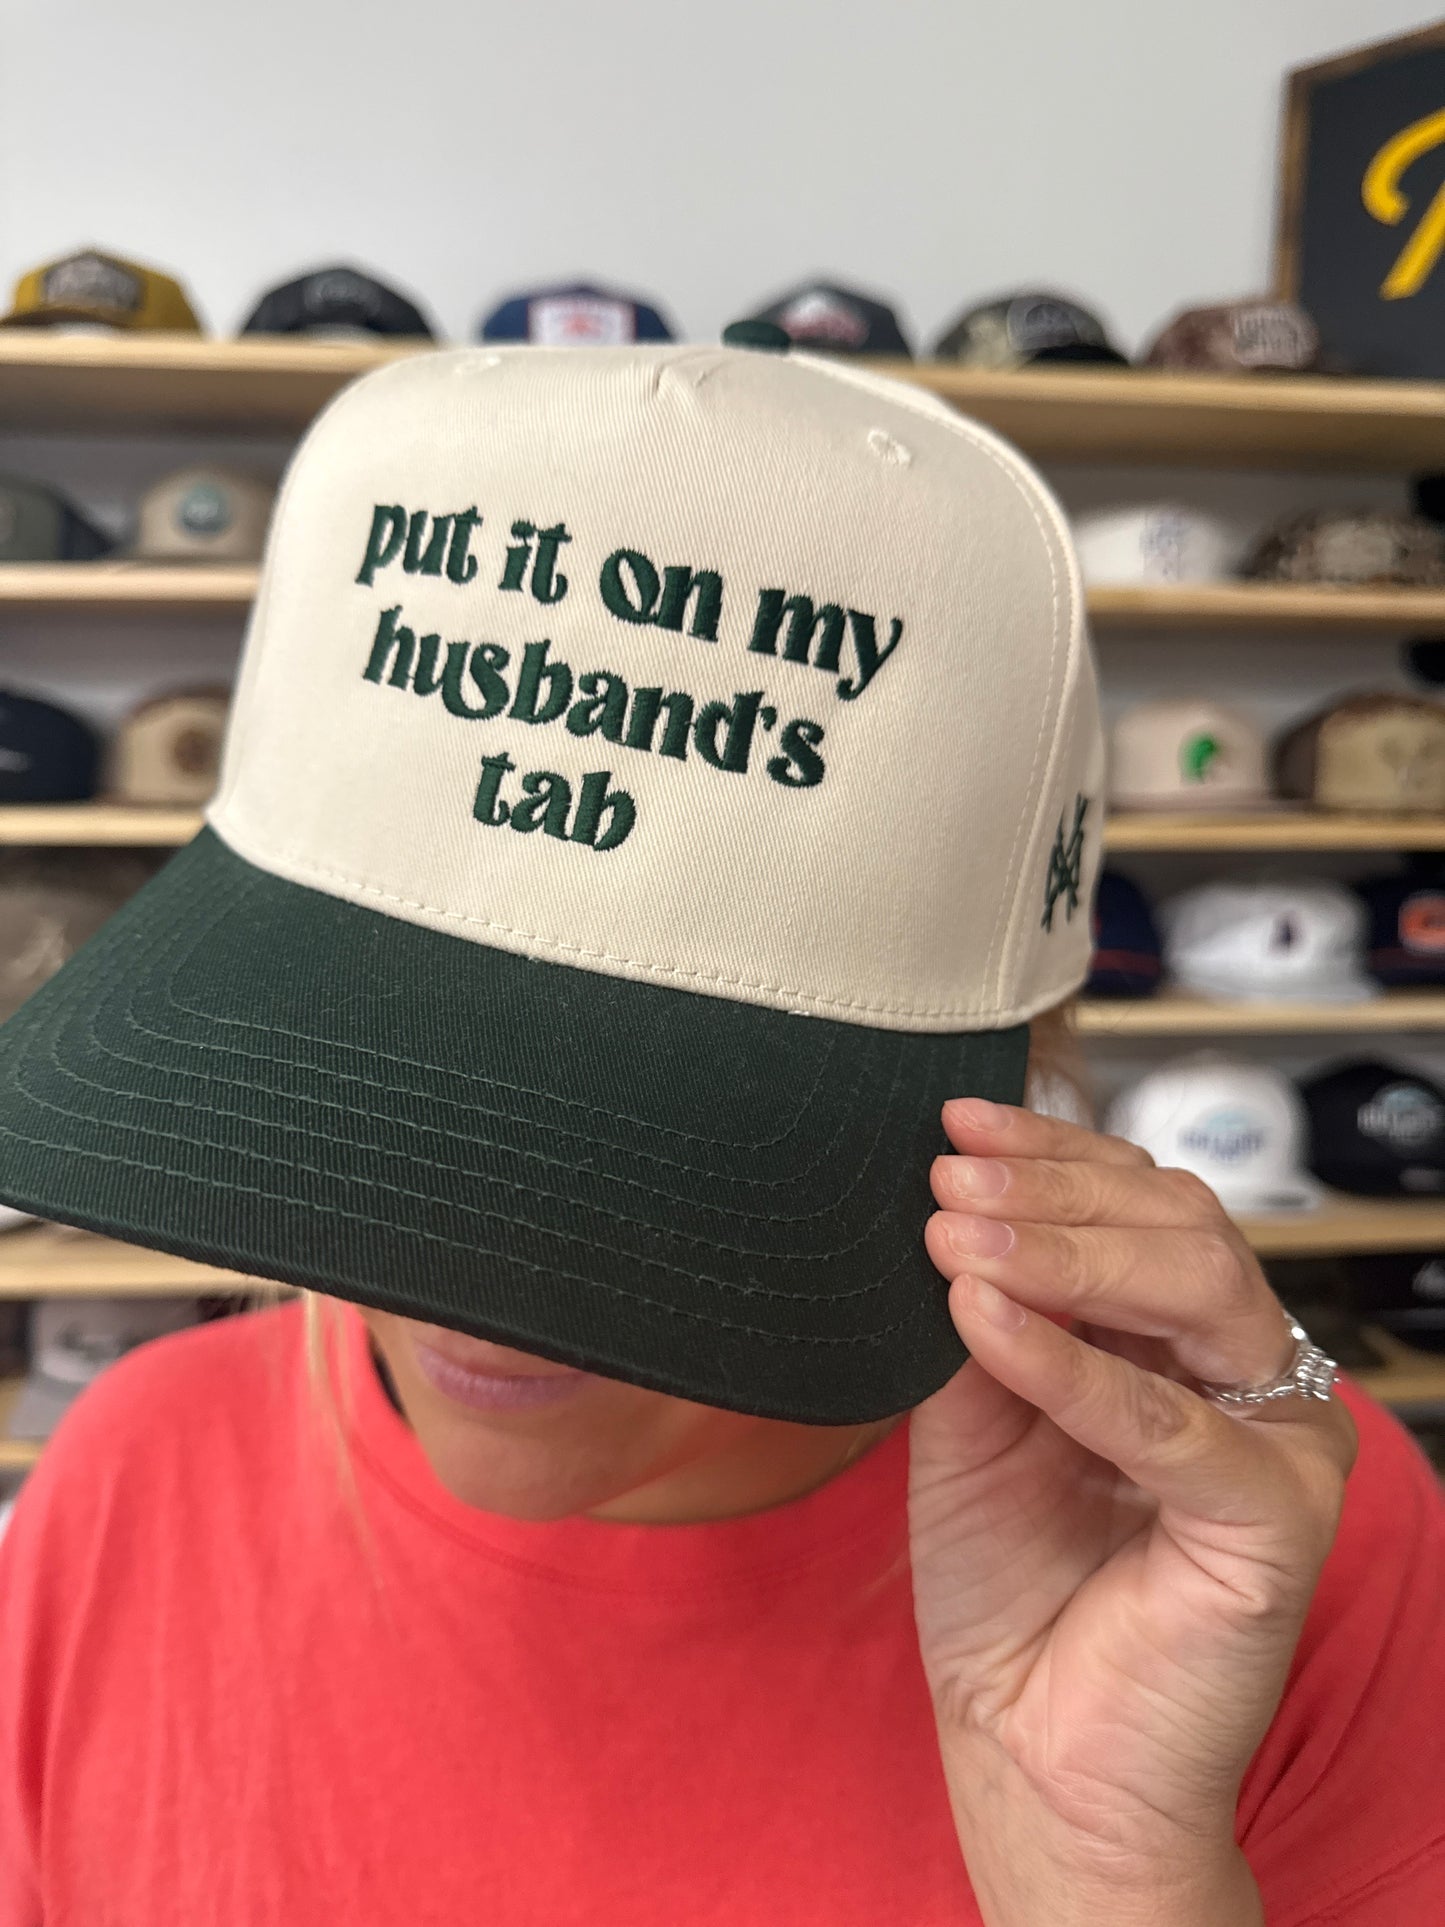 put it on my
husband's
tab